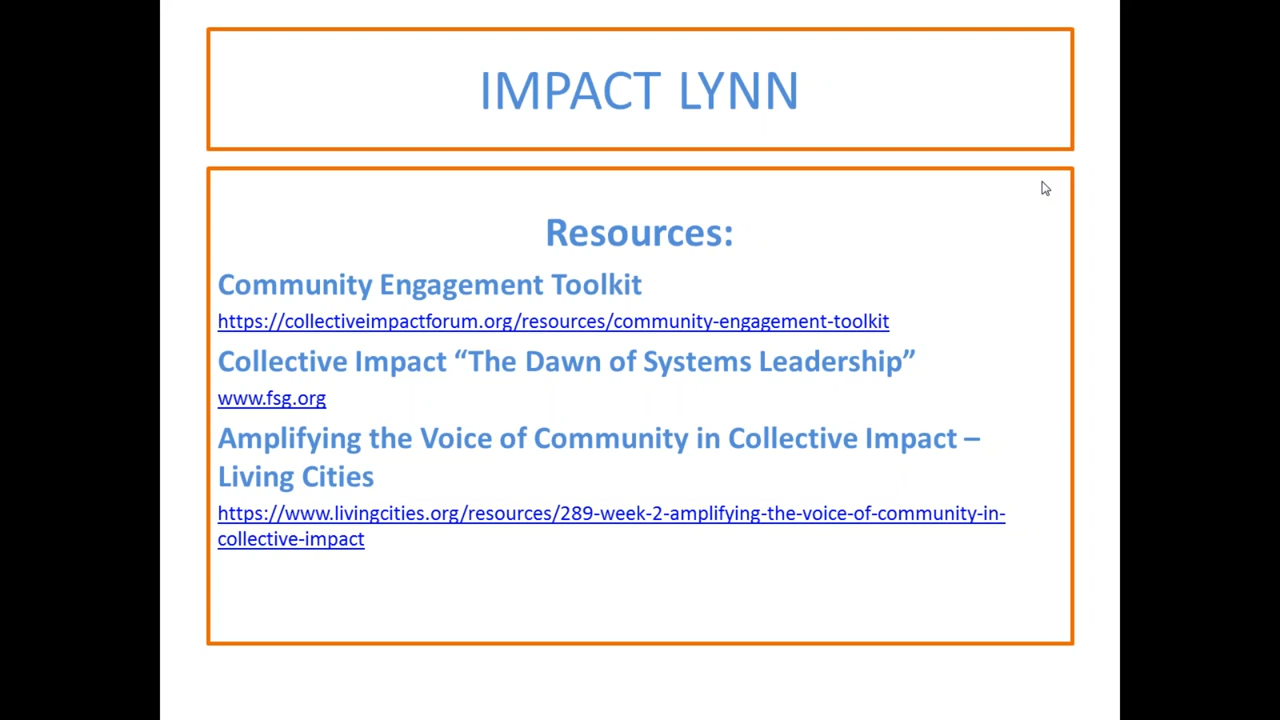 IMPACT LYNN
Resources:
Community Engagement Toolkit
https://collectiveimpactforum.org/resources/community-engagement-toolkit
Collective Impact “The Dawn of Systems Leadership”
www.fsg.org
Amplifying the Voice of Community in Collective Impact –
Living Cities
https://www.livingcities.org/resources/289-week-2-amplifying-the-voice-of-community-in-
collective-impact